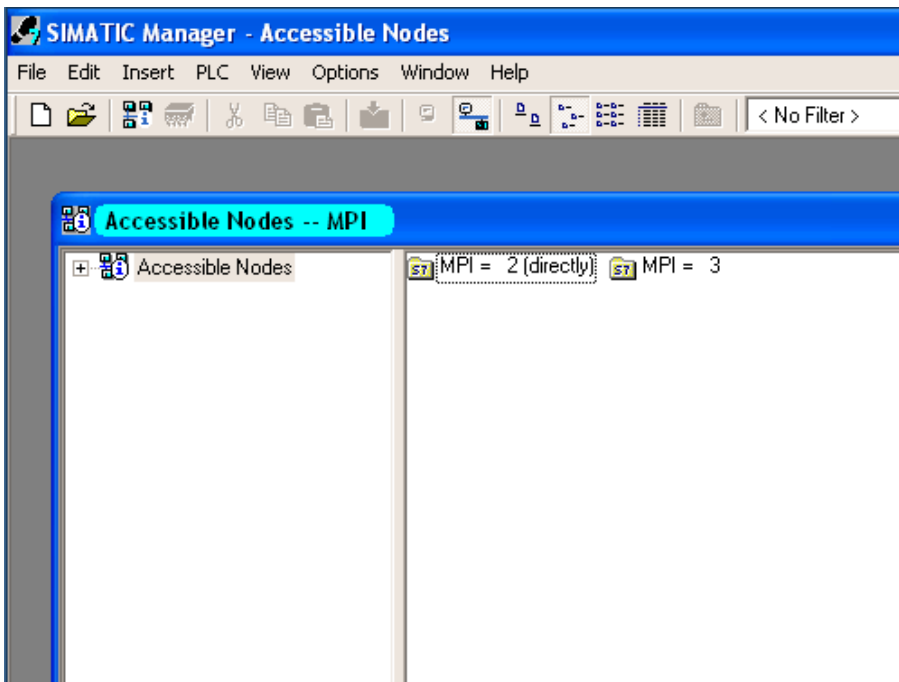 SIMATIC Manager - Accessible Nodes
File Edit Insert PLC View Options Window Help
< No Filter >
Accessible Nodes -- MPI
Accessible Nodes
MPI = 2 (directly) MPI = 3